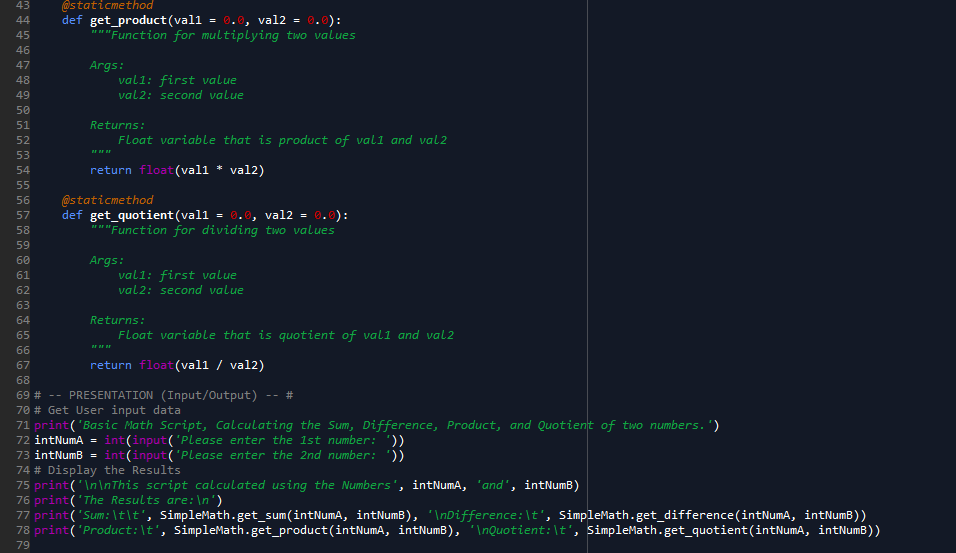 43 @staticmethod
44 def get_product(val1 = 0.0, val2 = 0.0):
45 """Function for multiplying two values
46
47 Args:
48 val1: first value
49 val2: second value
50
51 Returns:
52 Float variable that is product of val1 and val2
53 """
54 return float(val1 * val2)
55
56 @staticmethod
57 def get_quotient(val1 = 0.0, val2 = 0.0):
58 """Function for dividing two values
59
60 Args:
61 val1: first value
62 val2: second value
63
64 Returns:
65 Float variable that is quotient of val1 and val2
66 """
67 return float(val1 / val2)
68
69 # -- PRESENTATION (Input/Output) -- #
70 # Get User input data
71 print('Basic Math Script, Calculating the Sum, Difference, Product, and Quotient of two numbers.')
72 intNumA = int(input('Please enter the 1st number: '))
73 intNumB = int(input('Please enter the 2nd number: '))
74 # Display the Results
75 print('\n\nThis script calculated using the Numbers', intNumA, 'and', intNumB)
76 print('The Results are:\n')
77 print('Sum:\t\t', SimpleMath.get_sum(intNumA, intNumB), '\nDifference:\t', SimpleMath.get_difference(intNumA, intNumB))
78 print('Product:\t', SimpleMath.get_product(intNumA, intNumB), '\nQuotient:\t', SimpleMath.get_quotient(intNumA, intNumB))
79